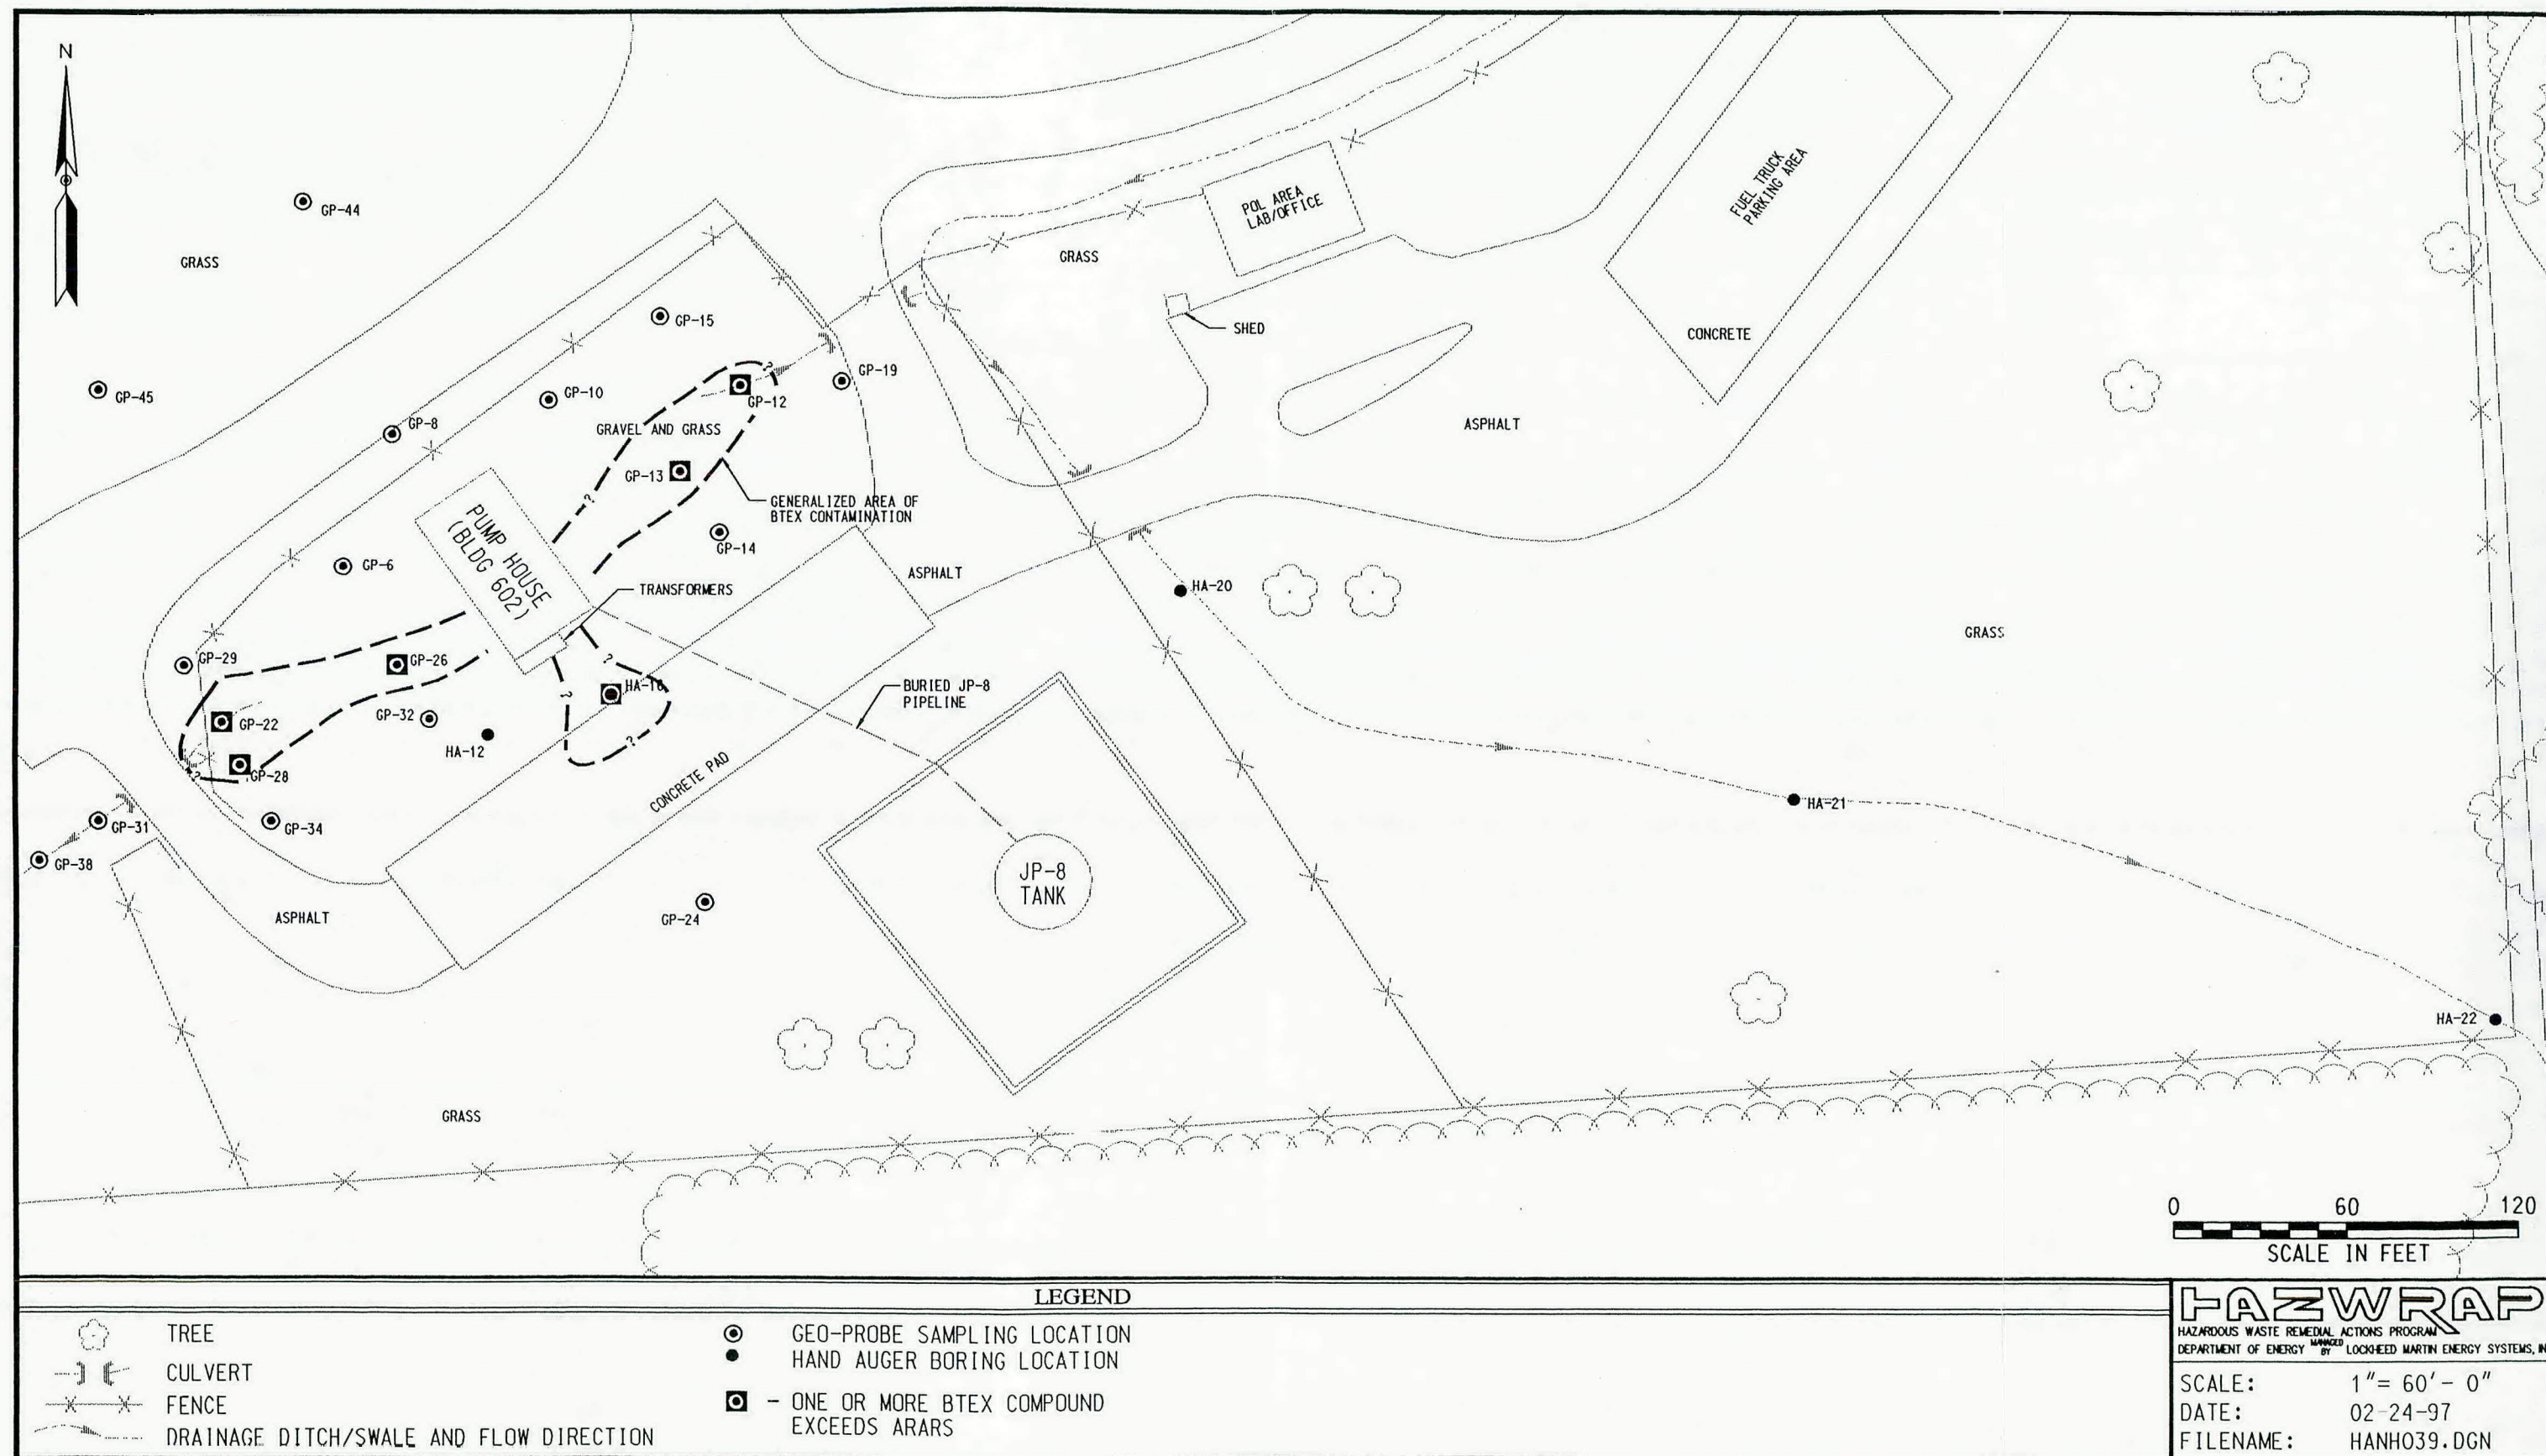 N
GP-44
GRASS
GP-45
GP-15
GP-10
GP-8
GP-19
GP-12
GRAVEL AND GRASS
GP-13
GENERALIZED AREA OF
BTEX CONTAMINATION
GP-14
GP-6
PUMP HOUSE
(BLDG 602)
TRANSFORMERS
ASPHALT
GRASS
POL AREA
LAB/OFFICE
SHED
FUEL TRUCK
PARKING AREA
CONCRETE
ASPHALT
HA-20
GRASS
GP-29
GP-26
GP-22
GP-32
HA-12
GP-28
GP-31
GP-34
GP-38
?
?
?
?
?
?
BURIED JP-8
PIPELINE
CONCRETE PAD
JP-8
TANK
GP-24
ASPHALT
HA-21
HA-22
GRASS
0 60 120
SCALE IN FEET
LEGEND
TREE
CULVERT
FENCE
DRAINAGE DITCH/SWALE AND FLOW DIRECTION
GEO-PROBE SAMPLING LOCATION
HAND AUGER BORING LOCATION
- ONE OR MORE BTEX COMPOUND
EXCEEDS ARARS
HAZWRAP
HAZARDOUS WASTE REMEDIAL ACTIONS PROGRAM
DEPARTMENT OF ENERGY MANAGED BY LOCKHEED MARTIN ENERGY SYSTEMS, IN
SCALE: 1"= 60'- 0"
DATE: 02-24-97
FILENAME: HANH039.DGN